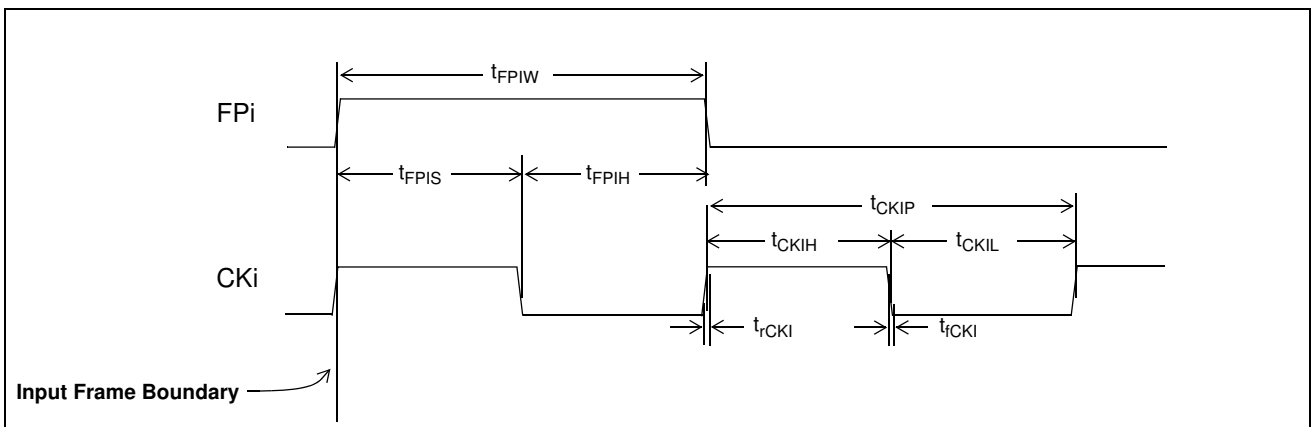 tFPIW
FPi
tFPIS
tFPIH
tCKIP
tCKIH
tCKIL
CKi
trCKI
tfCKI
Input Frame Boundary